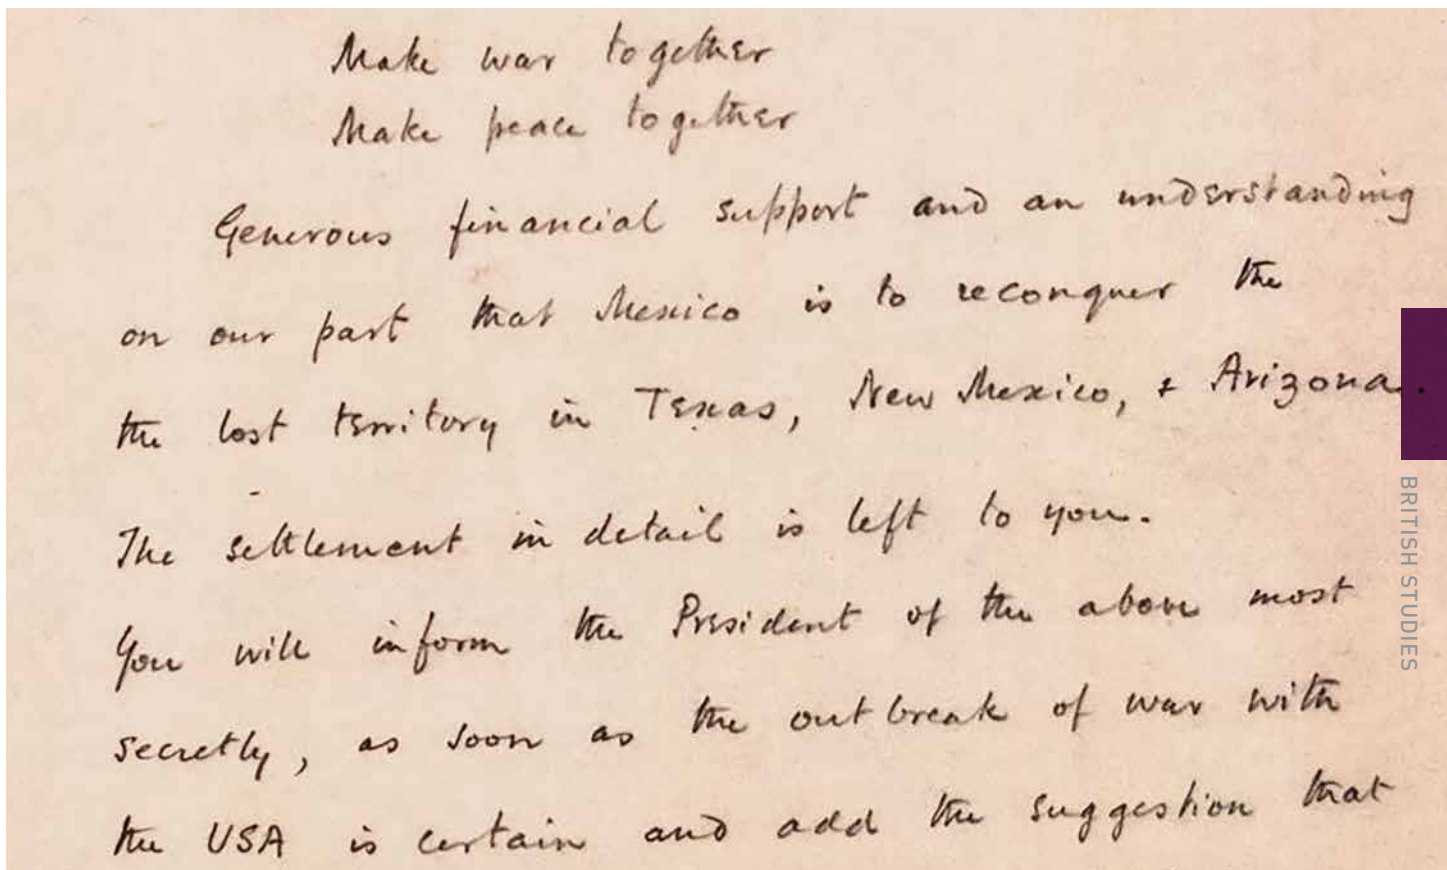 Make war together
Make peace together
Generous financial support and an understanding
on our part that Mexico is to reconquer the
the lost territory in Texas, New Mexico, & Arizona.
The settlement in detail is left to you.
You will inform the President of the above most
secretly, as soon as the outbreak of war with
the USA is certain and add the suggestion that
BRITISH STUDIES